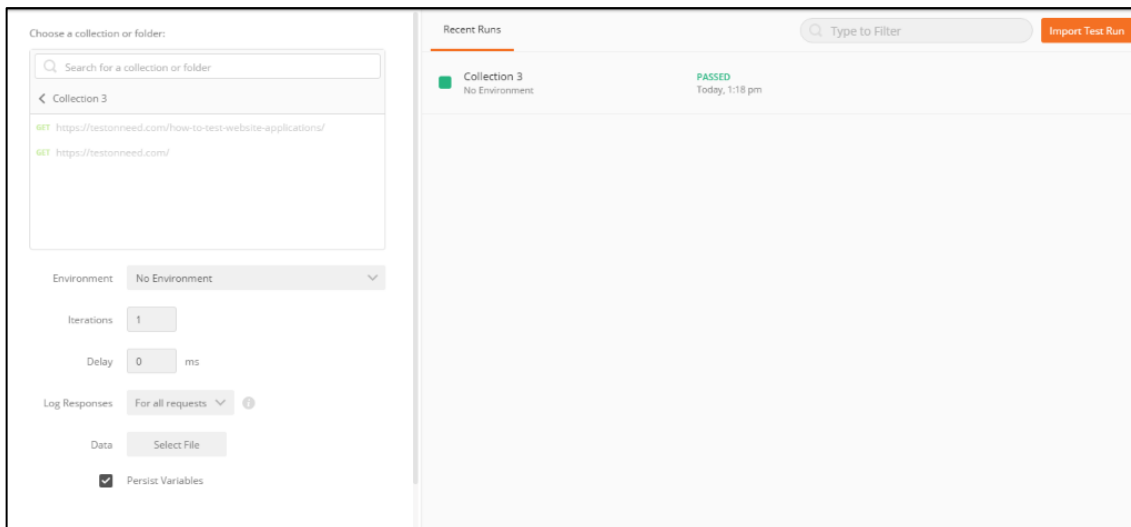 Choose a collection or folder:
Search for a collection or folder
Collection 3
GET https://testonneed.com/how-to-test-website-applications/
GET https://testonneed.com/
Environment No Environment
Iterations 1
Delay 0 ms
Log Responses For all requests
Data Select File
Persist Variables
Recent Runs Type to Filter Import Test Run
Collection 3 PASSED
No Environment Today, 1:18 pm